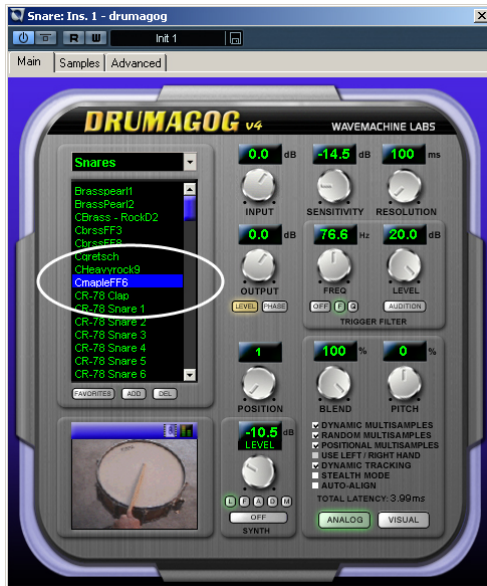 Snare: Ins. 1 - drumagog
R W Init 1
Main Samples Advanced
DRUMAGOG v4
WAVEMACHINE LABS
Snares
Brasspearl1
BrassPearl2
CBrass - RockD2
CbrssFF3
CbrssFF8
Cgretsch
CHeavyrock9
CmapleFF6
CR-78 Clap
CR-78 Snare 1
CR-78 Snare 2
CR-78 Snare 3
CR-78 Snare 4
CR-78 Snare 5
CR-78 Snare 6
FAVORITES ADD DEL
0.0 dB
INPUT
-14.5 dB
SENSITIVITY
100 ms
RESOLUTION
0.0 dB
OUTPUT
LEVEL PHASE
76.6 Hz
FREQ
OFF F G
20.0 dB
LEVEL
AUDITION
TRIGGER FILTER
1
POSITION
100 %
BLEND
0 %
PITCH
-10.5 dB
LEVEL
L F A D M
OFF
SYNTH
DYNAMIC MULTISAMPLES
RANDOM MULTISAMPLES
POSITIONAL MULTISAMPLES
USE LEFT / RIGHT HAND
DYNAMIC TRACKING
STEALTH MODE
AUTO-ALIGN
TOTAL LATENCY: 3.99ms
ANALOG VISUAL